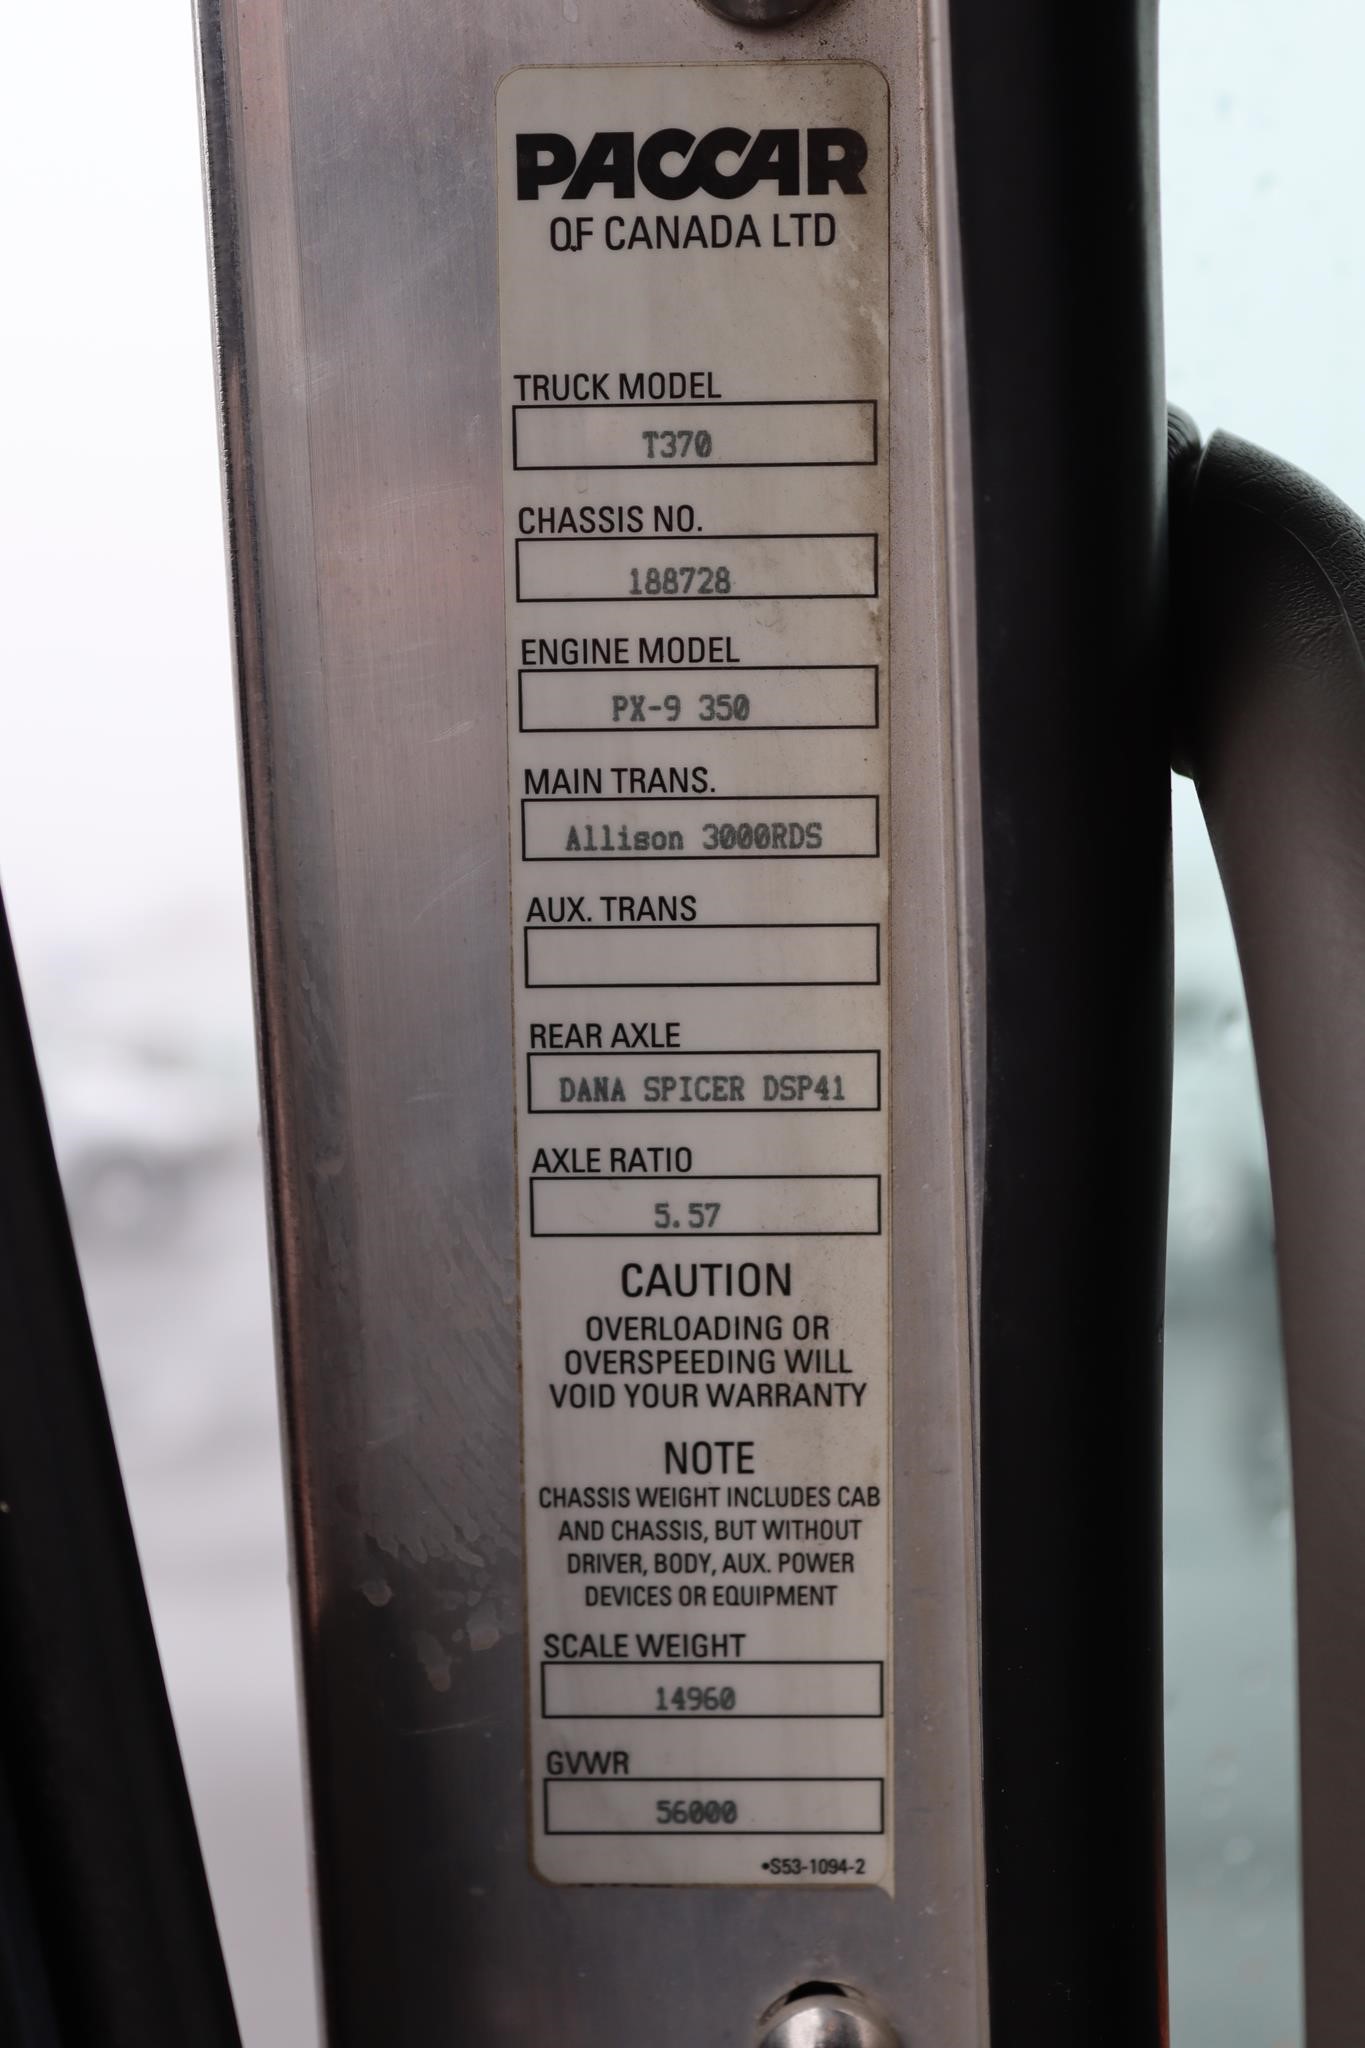 PACCAR
OF CANADA LTD
TRUCK MODEL
T370
CHASSIS NO.
188728
ENGINE MODEL
PX-9 350
MAIN TRANS.
Allison 3000RDS
AUX. TRANS
REAR AXLE
DANA SPICER DSP41
AXLE RATIO
5.57
CAUTION
OVERLOADING OR
OVERSPEEDING WILL
VOID YOUR WARRANTY
NOTE
CHASSIS WEIGHT INCLUDES CAB
AND CHASSIS, BUT WITHOUT
DRIVER, BODY, AUX. POWER
DEVICES OR EQUIPMENT
SCALE WEIGHT
14960
GVWR
56000
•S53-1094-2